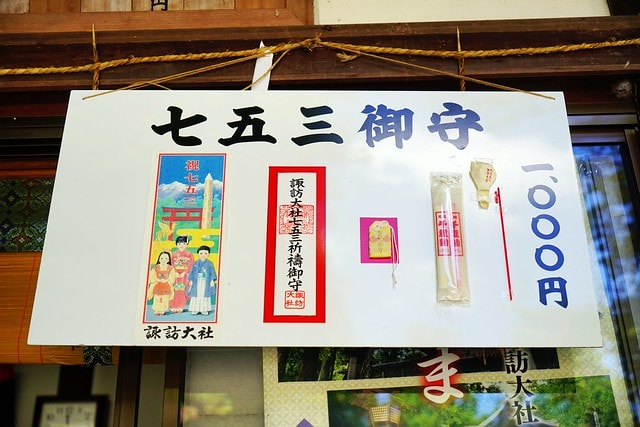 七五三御守
祝七五三
諏訪大社
諏訪大社七五三祈禱御守
諏訪
大社
一、〇〇〇円
ま
諏訪大社